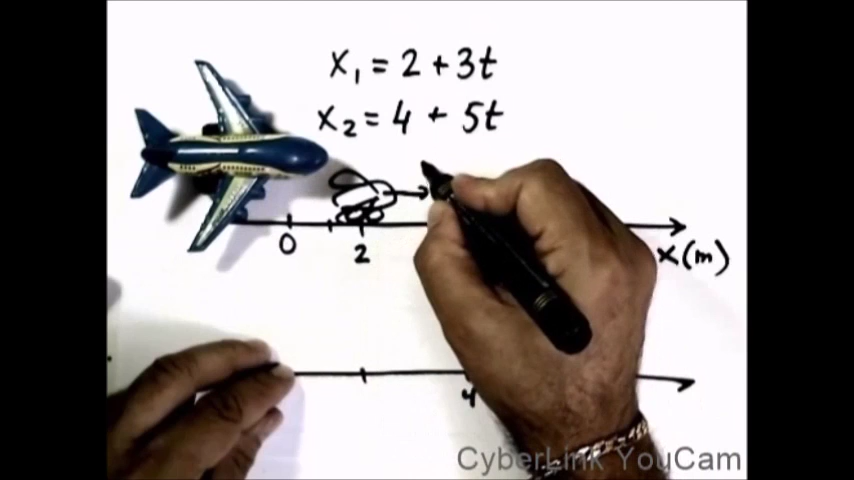 x₁ = 2 + 3t
x₂ = 4 + 5t
0 2 x(m)
4
CyberLink YouCam